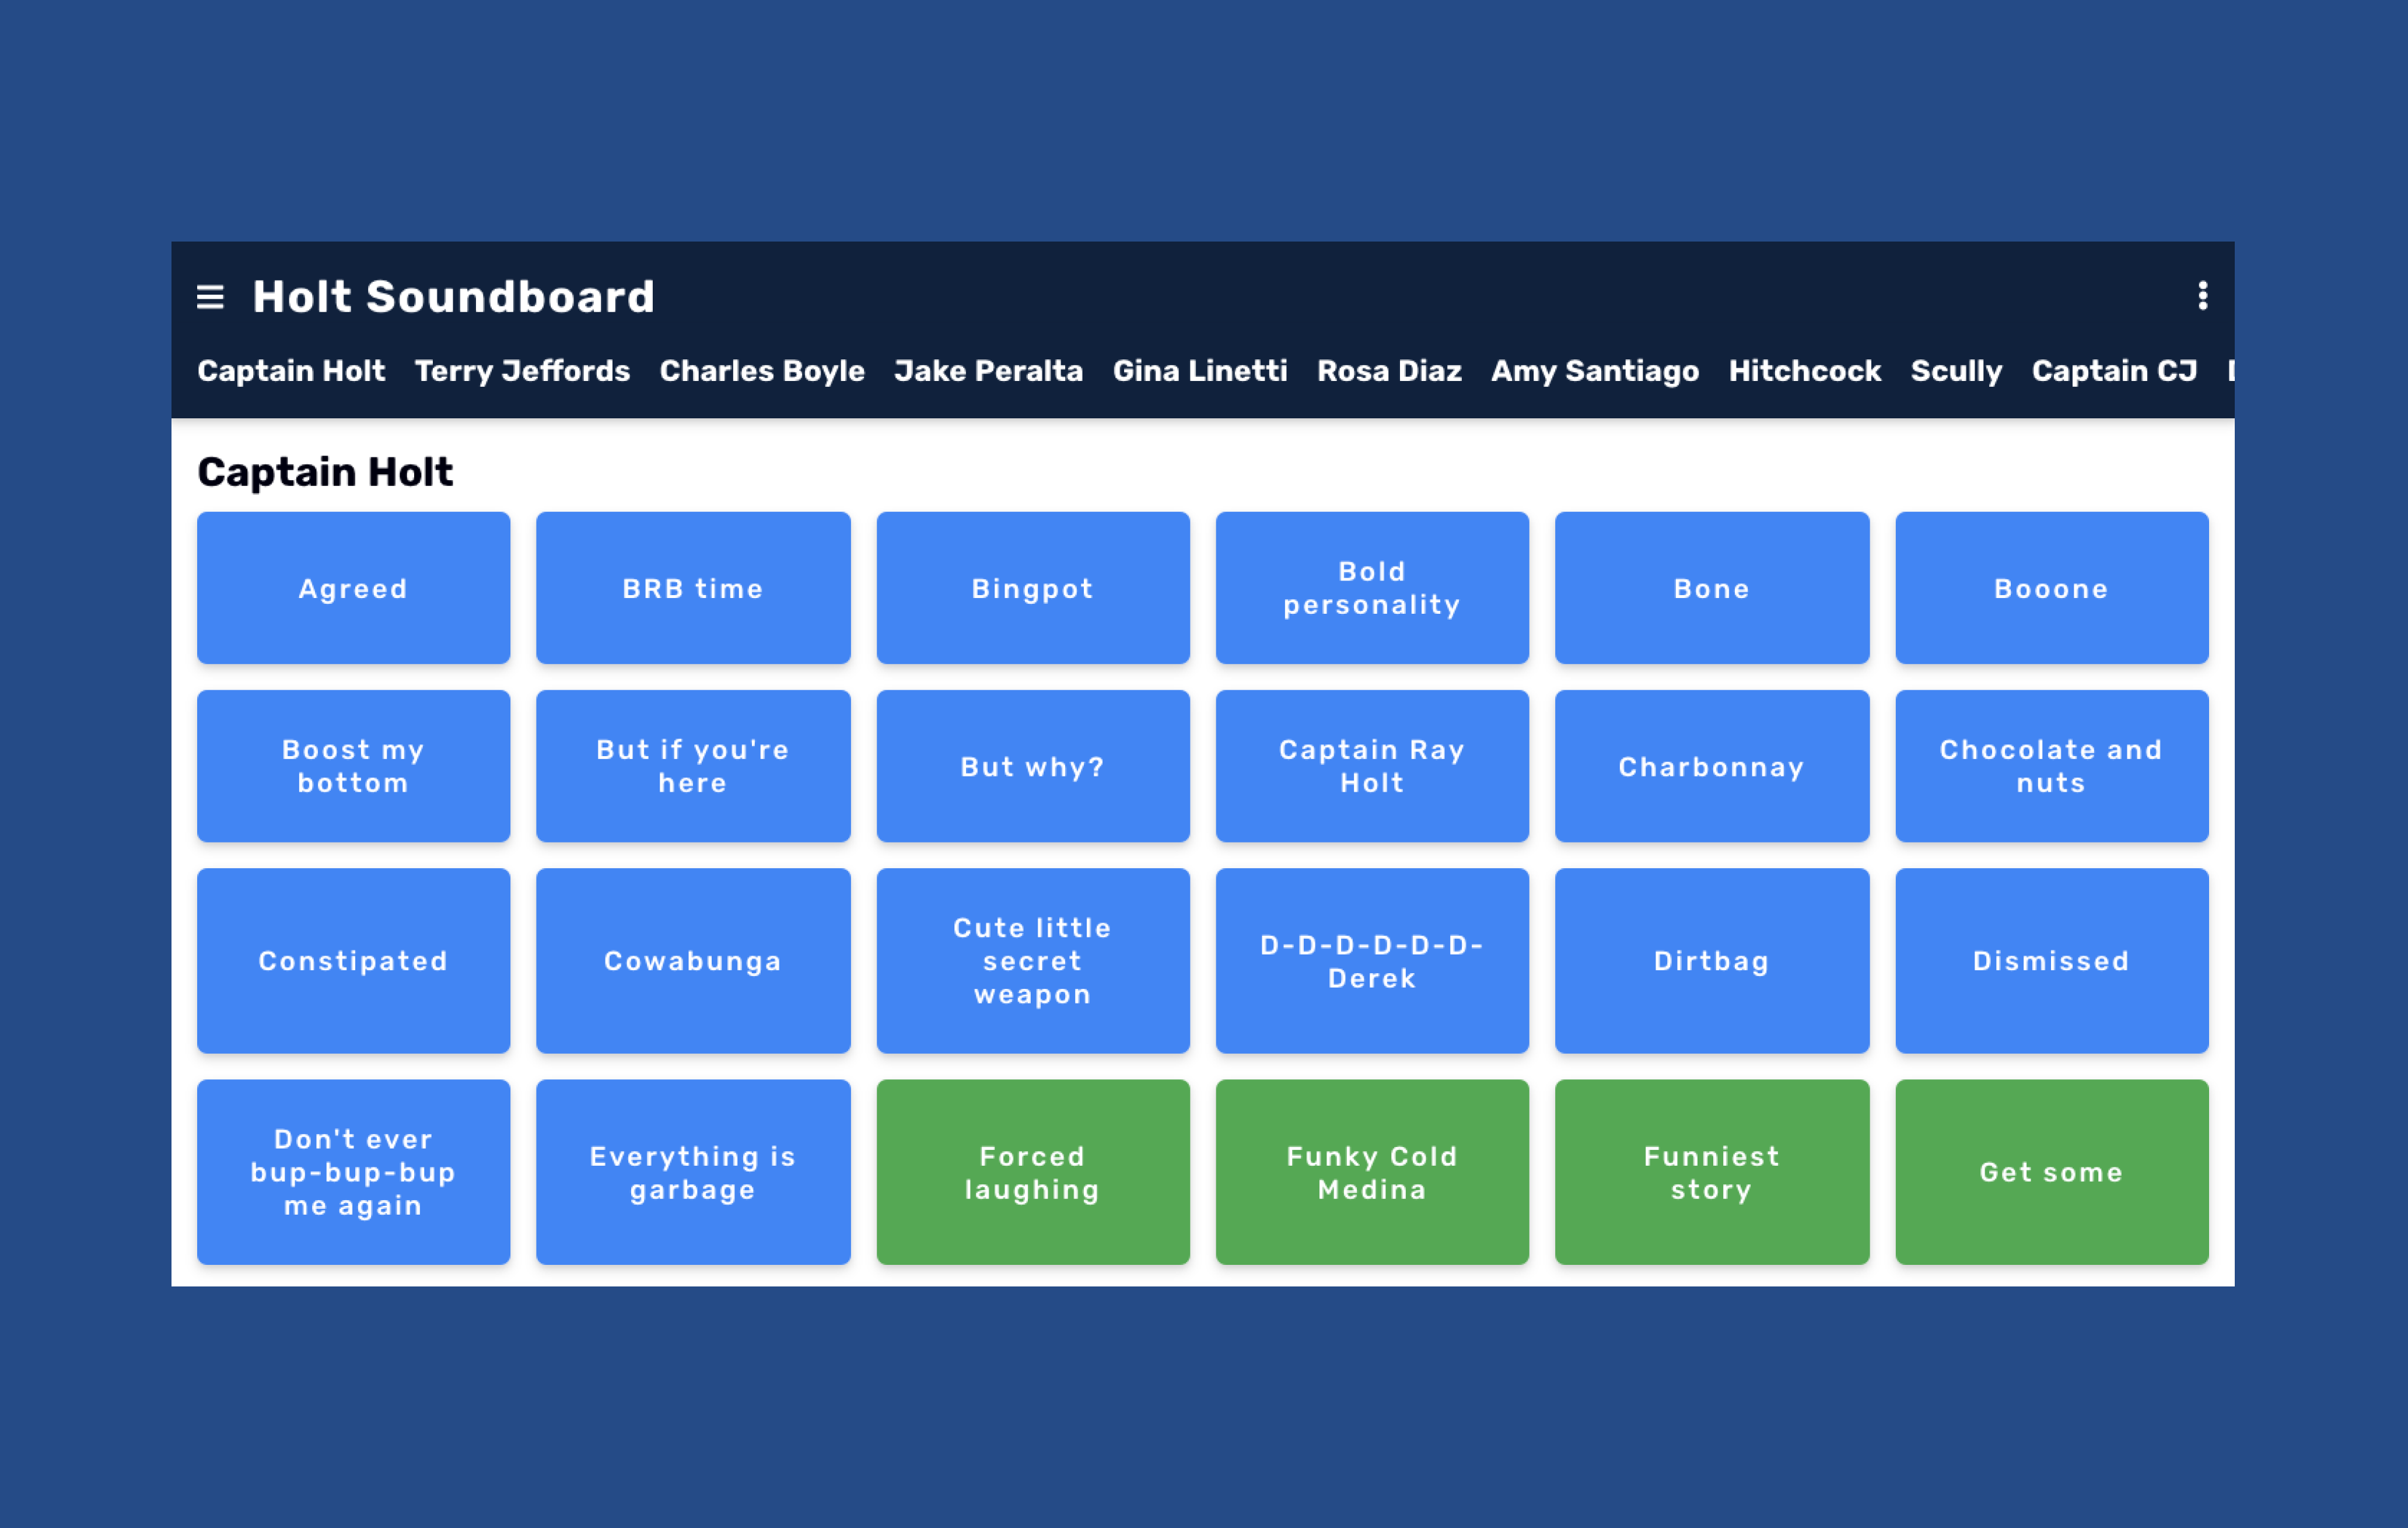 Holt Soundboard
Captain Holt Terry Jeffords Charles Boyle Jake Peralta Gina Linetti Rosa Diaz Amy Santiago Hitchcock Scully Captain CJ
Captain Holt
Agreed
BRB time
Bingpot
Bold
personality
Bone
Booone
Boost my
bottom
But if you're
here
But why?
Captain Ray
Holt
Charbonnay
Chocolate and
nuts
Constipated
Cowabunga
Cute little
secret
weapon
D-D-D-D-D-D-
Derek
Dirtbag
Dismissed
Don't ever
bup-bup-bup
me again
Everything is
garbage
Forced
laughing
Funky Cold
Medina
Funniest
story
Get some